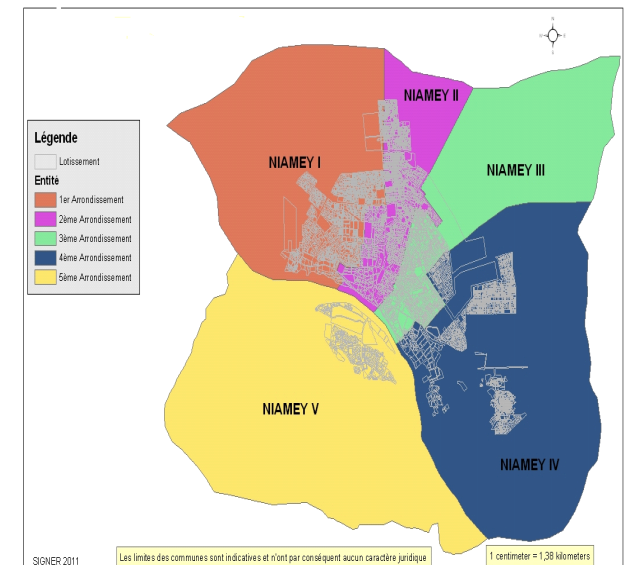 NIAMEY II
NIAMEY I
NIAMEY III
Légende
Lotissement
Entité
1er Arrondissement
2ème Arrondissement
3ème Arrondissement
4ème Arrondissement
5ème Arrondissement
NIAMEY V
NIAMEY IV
SIGNER 2011
Les limites des communes sont indicatives et n'ont par conséquent aucun caractère juridique
1 centimeter = 1,38 kilometers